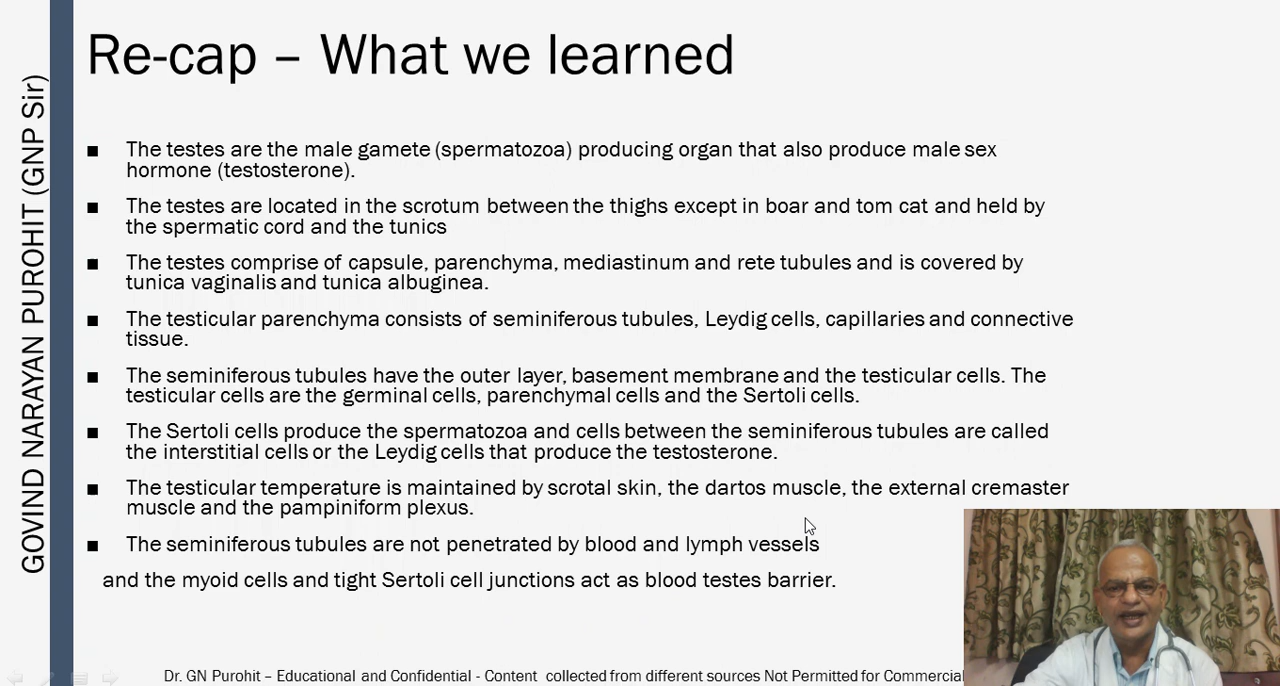 Re-cap – What we learned
GOVIND NARAYAN PUROHIT (GNP Sir)
■ The testes are the male gamete (spermatozoa) producing organ that also produce male sex
hormone (testosterone).
■ The testes are located in the scrotum between the thighs except in boar and tom cat and held by
the spermatic cord and the tunics
■ The testes comprise of capsule, parenchyma, mediastinum and rete tubules and is covered by
tunica vaginalis and tunica albuginea.
■ The testicular parenchyma consists of seminiferous tubules, Leydig cells, capillaries and connective
tissue.
■ The seminiferous tubules have the outer layer, basement membrane and the testicular cells. The
testicular cells are the germinal cells, parenchymal cells and the Sertoli cells.
■ The Sertoli cells produce the spermatozoa and cells between the seminiferous tubules are called
the interstitial cells or the Leydig cells that produce the testosterone.
■ The testicular temperature is maintained by scrotal skin, the dartos muscle, the external cremaster
muscle and the pampiniform plexus.
■ The seminiferous tubules are not penetrated by blood and lymph vessels
and the myoid cells and tight Sertoli cell junctions act as blood testes barrier.
Dr. GN Purohit – Educational and Confidential - Content collected from different sources Not Permitted for Commercial